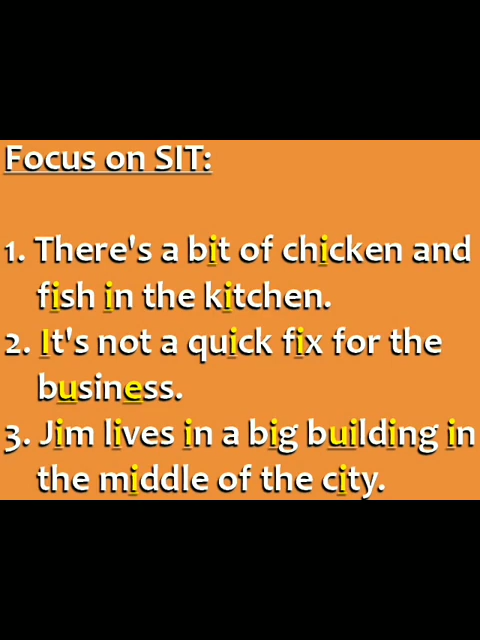 Focus on SIT:
1. There's a bit of chicken and
fish in the kitchen.
2. It's not a quick fix for the
business.
3. Jim lives in a big building in
the middle of the city.